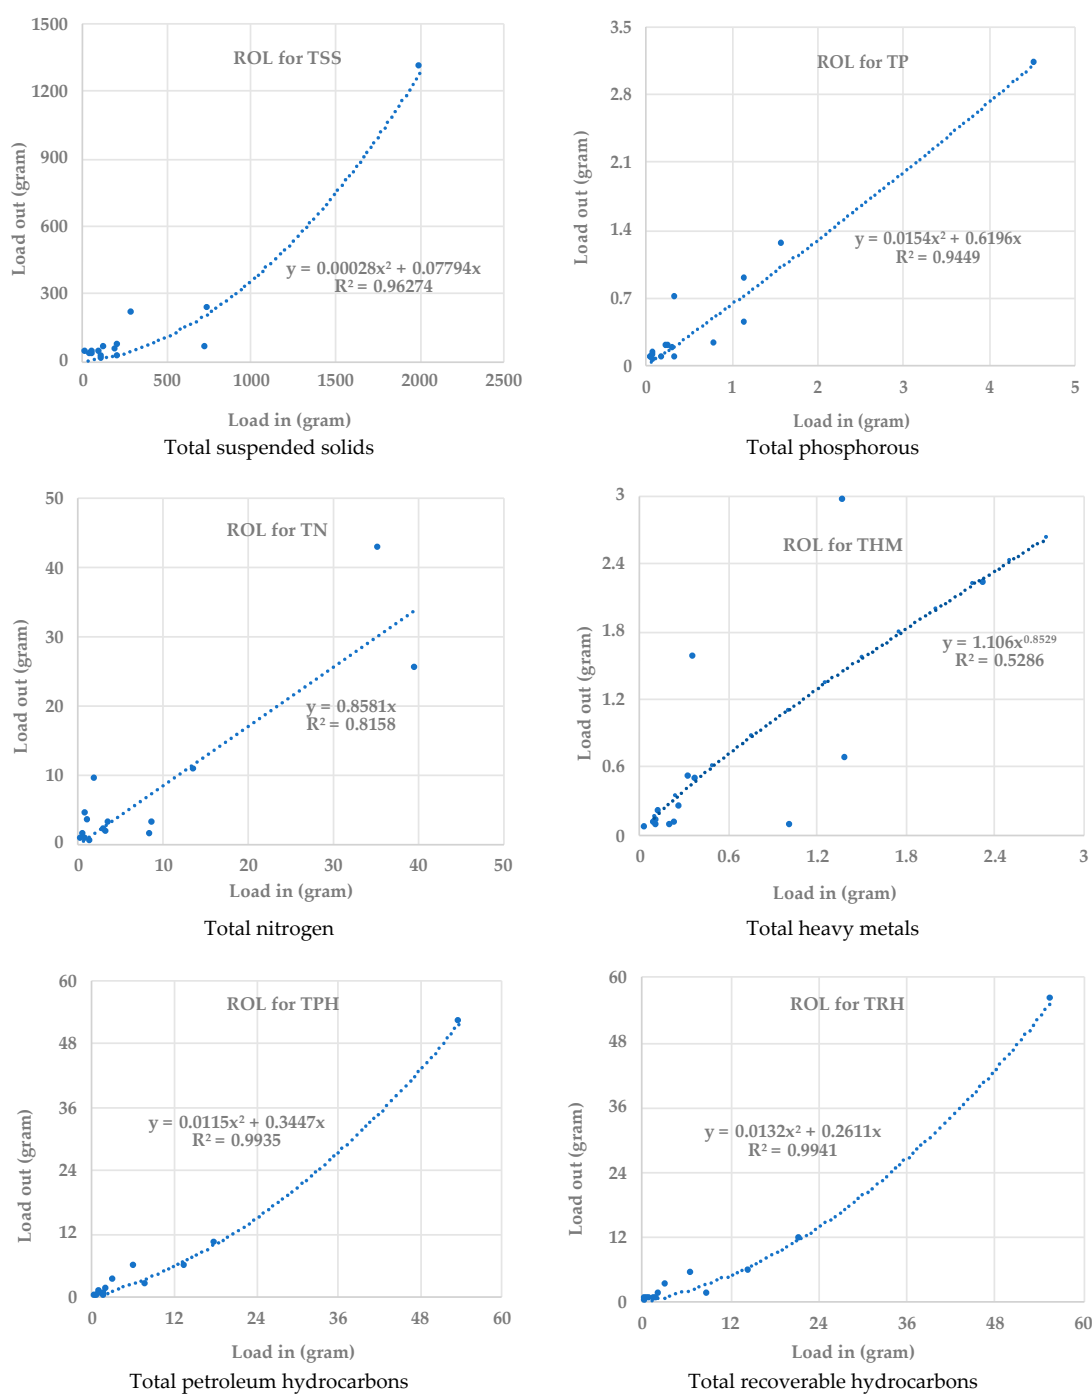 1500
1200
900
600
300
0
Load out (gram)
ROL for TSS
y = 0.00028x² + 0.07794x
R² = 0.96274
0 500 1000 1500 2000 2500
Load in (gram)
Total suspended solids
3.5
2.8
2.1
1.4
0.7
0
Load out (gram)
ROL for TP
y = 0.0154x² + 0.6196x
R² = 0.9449
0 1 2 3 4 5
Load in (gram)
Total phosphorous
50
40
30
20
10
0
Load out (gram)
ROL for TN
y = 0.8581x
R² = 0.8158
0 10 20 30 40 50
Load in (gram)
Total nitrogen
3
2.4
1.8
1.2
0.6
0
Load out (gram)
ROL for THM
y = 1.106x⁰·⁸⁵²⁹
R² = 0.5286
0 0.6 1.2 1.8 2.4 3
Load in (gram)
Total heavy metals
60
48
36
24
12
0
Load out (gram)
ROL for TPH
y = 0.0115x² + 0.3447x
R² = 0.9935
0 12 24 36 48 60
Load in (gram)
Total petroleum hydrocarbons
60
48
36
24
12
0
Load out (gram)
ROL for TRH
y = 0.0132x² + 0.2611x
R² = 0.9941
0 12 24 36 48 60
Load in (gram)
Total recoverable hydrocarbons